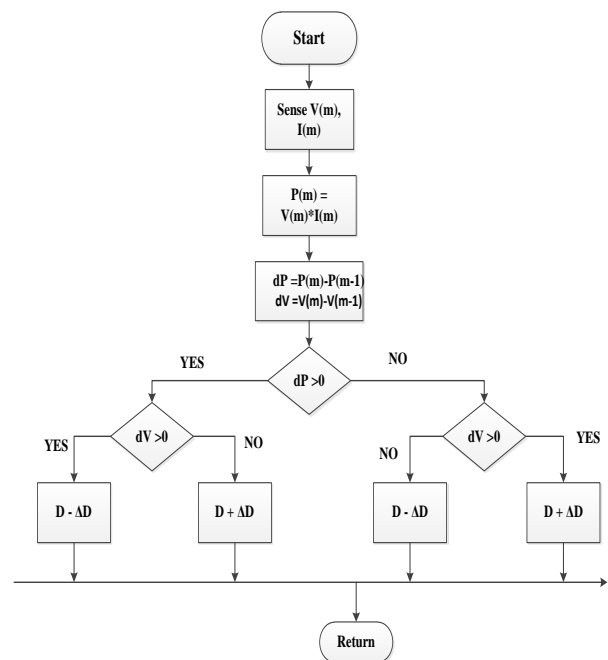 Start
Sense V(m),
I(m)
P(m) =
V(m)*I(m)
dP =P(m)-P(m-1)
dV =V(m)-V(m-1)
YES
NO
dP >0
dV >0
dV >0
YES
NO
NO
YES
D - ΔD
D + ΔD
D - ΔD
D + ΔD
Return